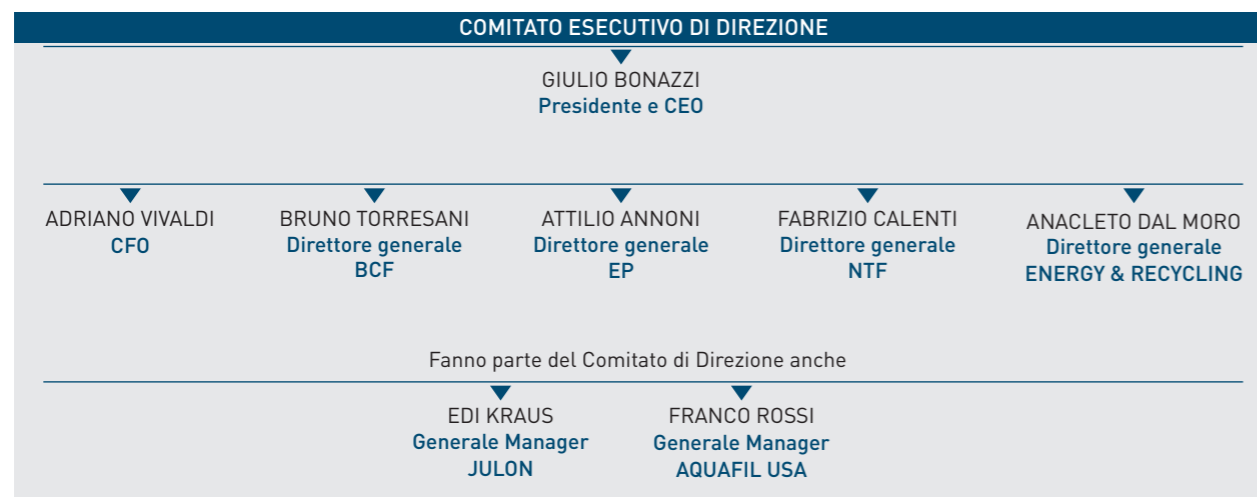 COMITATO ESECUTIVO DI DIREZIONE
GIULIO BONAZZI
Presidente e CEO
ADRIANO VIVALDI
CFO
BRUNO TORRESANI
Direttore generale
BCF
ATTILIO ANNONI
Direttore generale
EP
FABRIZIO CALENTI
Direttore generale
NTF
ANACLETO DAL MORO
Direttore generale
ENERGY & RECYCLING
Fanno parte del Comitato di Direzione anche
EDI KRAUS
Generale Manager
JULON
FRANCO ROSSI
Generale Manager
AQUAFIL USA